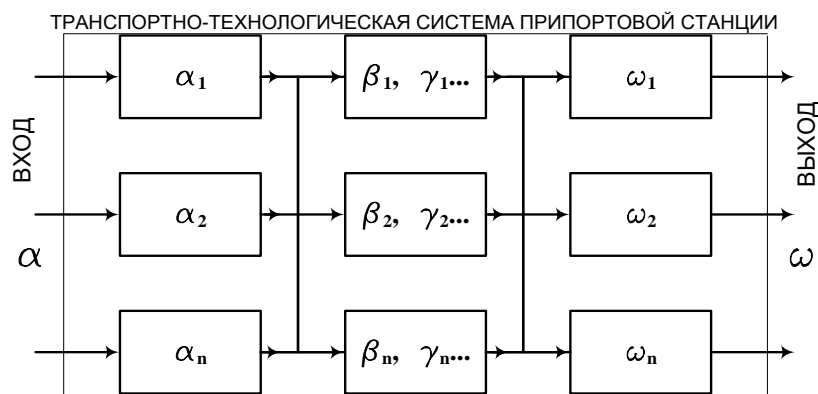 ТРАНСПОРТНО-ТЕХНОЛОГИЧЕСКАЯ СИСТЕМА ПРИПОРТОВОЙ СТАНЦИИ
ВХОД
α
α1
β1, γ1...
ω1
α2
β2, γ2...
ω2
αn
βn, γn...
ωn
ВЫХОД
ω